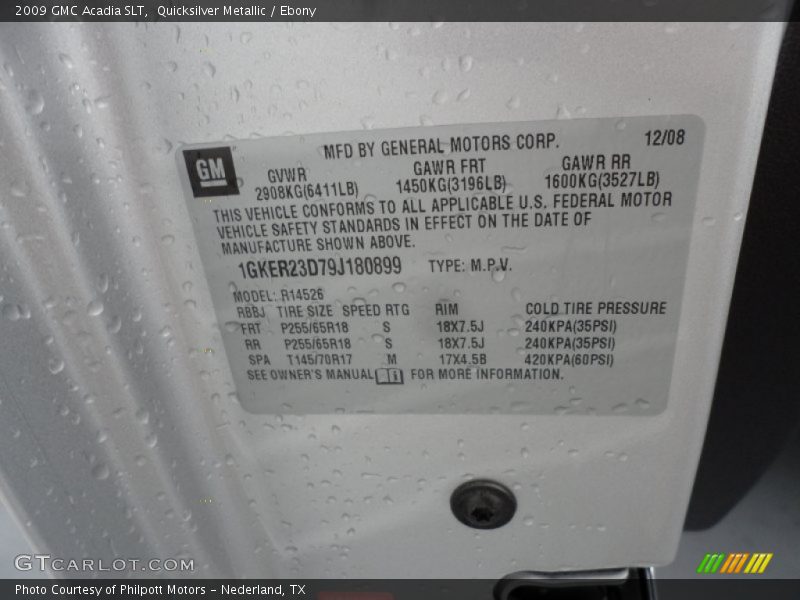 2009 GMC Acadia SLT,  Quicksilver Metallic / Ebony
GM
MFD BY GENERAL MOTORS CORP. 12/08
GVWR GAWR FRT GAWR RR
2908KG(6411LB) 1450KG(3196LB) 1600KG(3527LB)
THIS VEHICLE CONFORMS TO ALL APPLICABLE U.S. FEDERAL MOTOR
VEHICLE SAFETY STANDARDS IN EFFECT ON THE DATE OF
MANUFACTURE SHOWN ABOVE.
1GKER23D79J180899 TYPE: M.P.V.
MODEL: R14526
RBBJ TIRE SIZE SPEED RTG RIM COLD TIRE PRESSURE
FRT P255/65R18 S 18X7.5J 240KPA(35PSI)
RR P255/65R18 S 18X7.5J 240KPA(35PSI)
SPA T145/70R17 M 17X4.5B 420KPA(60PSI)
SEE OWNER'S MANUAL FOR MORE INFORMATION.
GTCARLOT.COM
Photo Courtesy of Philpott Motors - Nederland, TX